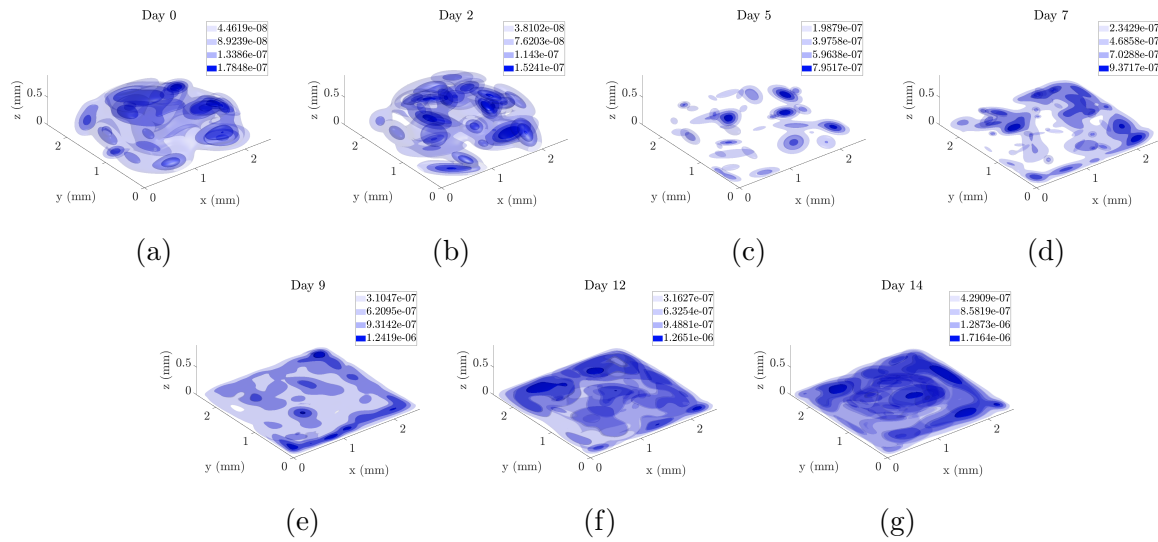 Day 0
4.4619e-08
8.9239e-08
1.3386e-07
1.7848e-07
0.5
0
z (mm)
2
1
0
y (mm)
0
1
2
x (mm)
(a)
Day 2
3.8102e-08
7.6203e-08
1.143e-07
1.5241e-07
0.5
0
z (mm)
2
1
0
y (mm)
0
1
2
x (mm)
(b)
Day 5
1.9879e-07
3.9758e-07
5.9638e-07
7.9517e-07
0.5
0
z (mm)
2
1
0
y (mm)
0
1
2
x (mm)
(c)
Day 7
2.3429e-07
4.6858e-07
7.0288e-07
9.3717e-07
0.5
0
z (mm)
2
1
0
y (mm)
0
1
2
x (mm)
(d)
Day 9
3.1047e-07
6.2095e-07
9.3142e-07
1.2419e-06
0.5
0
z (mm)
2
1
0
y (mm)
0
1
2
x (mm)
(e)
Day 12
3.1627e-07
6.3254e-07
9.4881e-07
1.2651e-06
0.5
0
z (mm)
2
1
0
y (mm)
0
1
2
x (mm)
(f)
Day 14
4.2909e-07
8.5819e-07
1.2873e-06
1.7164e-06
0.5
0
z (mm)
2
1
0
y (mm)
0
1
2
x (mm)
(g)